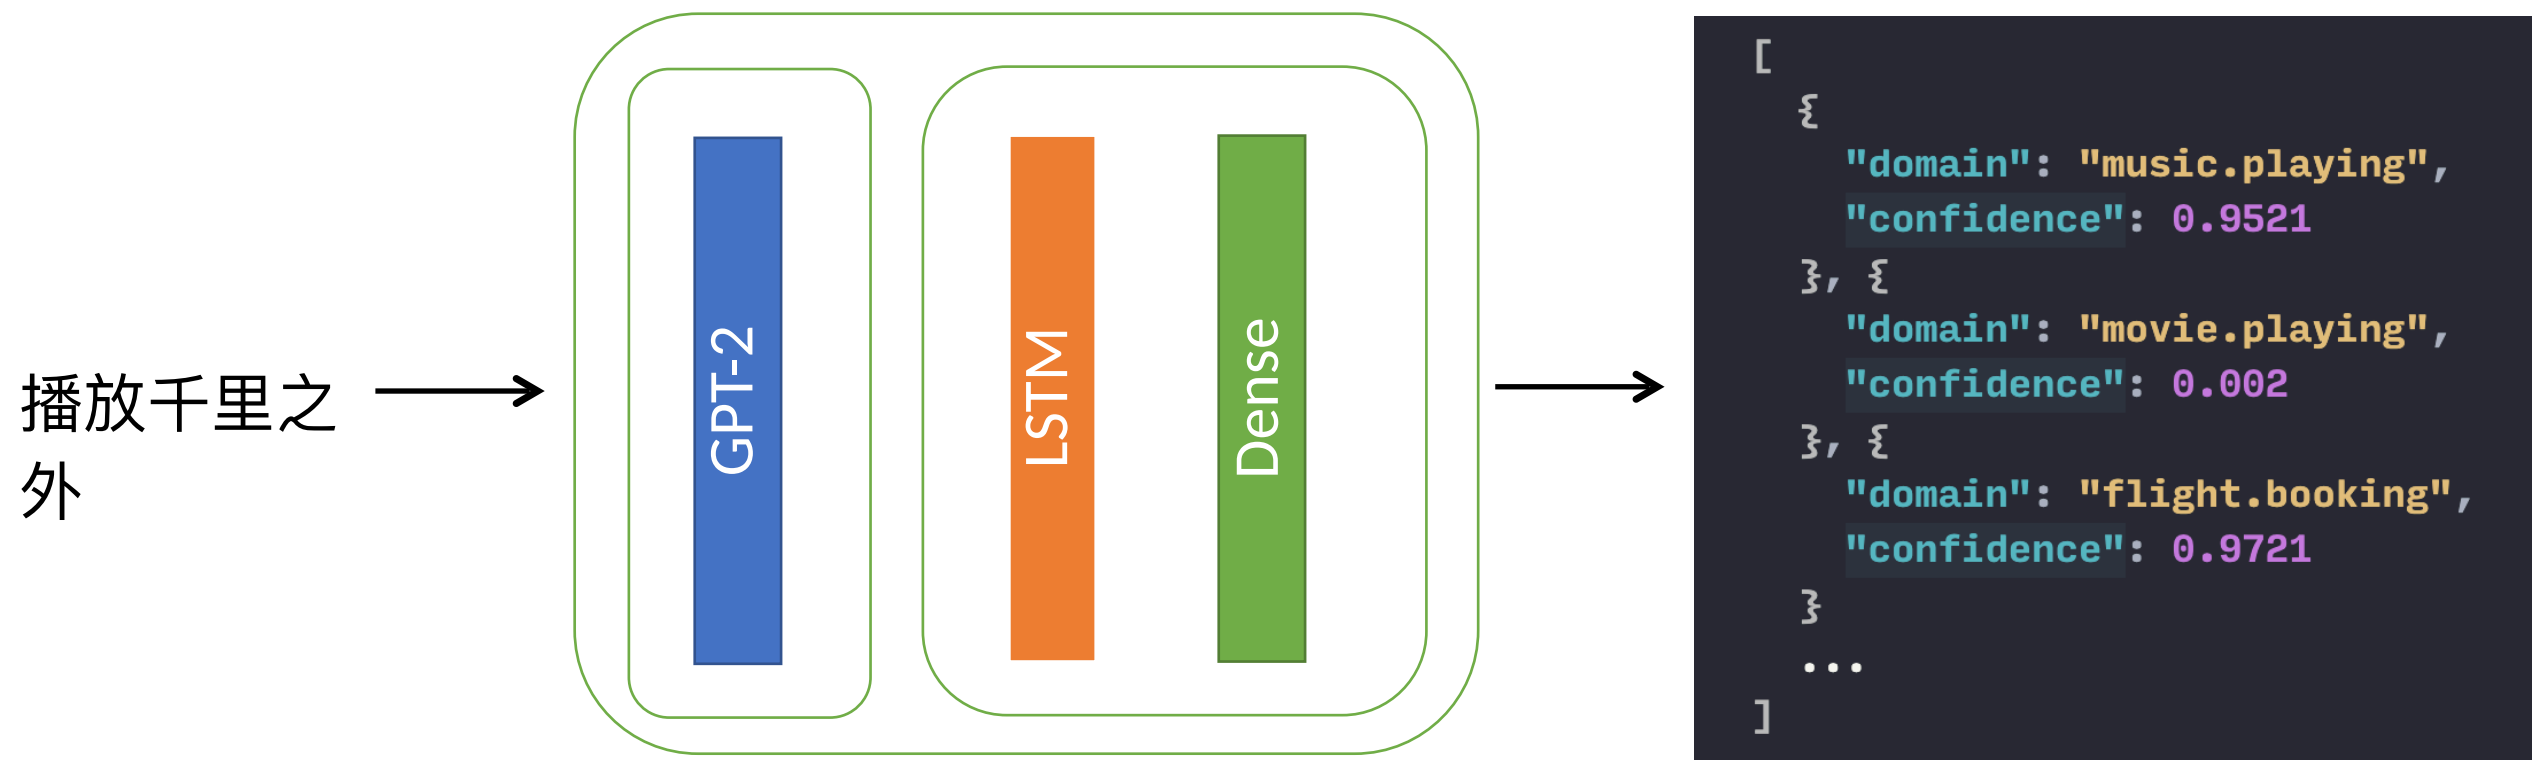 播放千里之
外
GPT-2
LSTM
Dense
[
{
"domain": "music.playing",
"confidence": 0.9521
}, {
"domain": "movie.playing",
"confidence": 0.002
}, {
"domain": "flight.booking",
"confidence": 0.9721
}
...
]